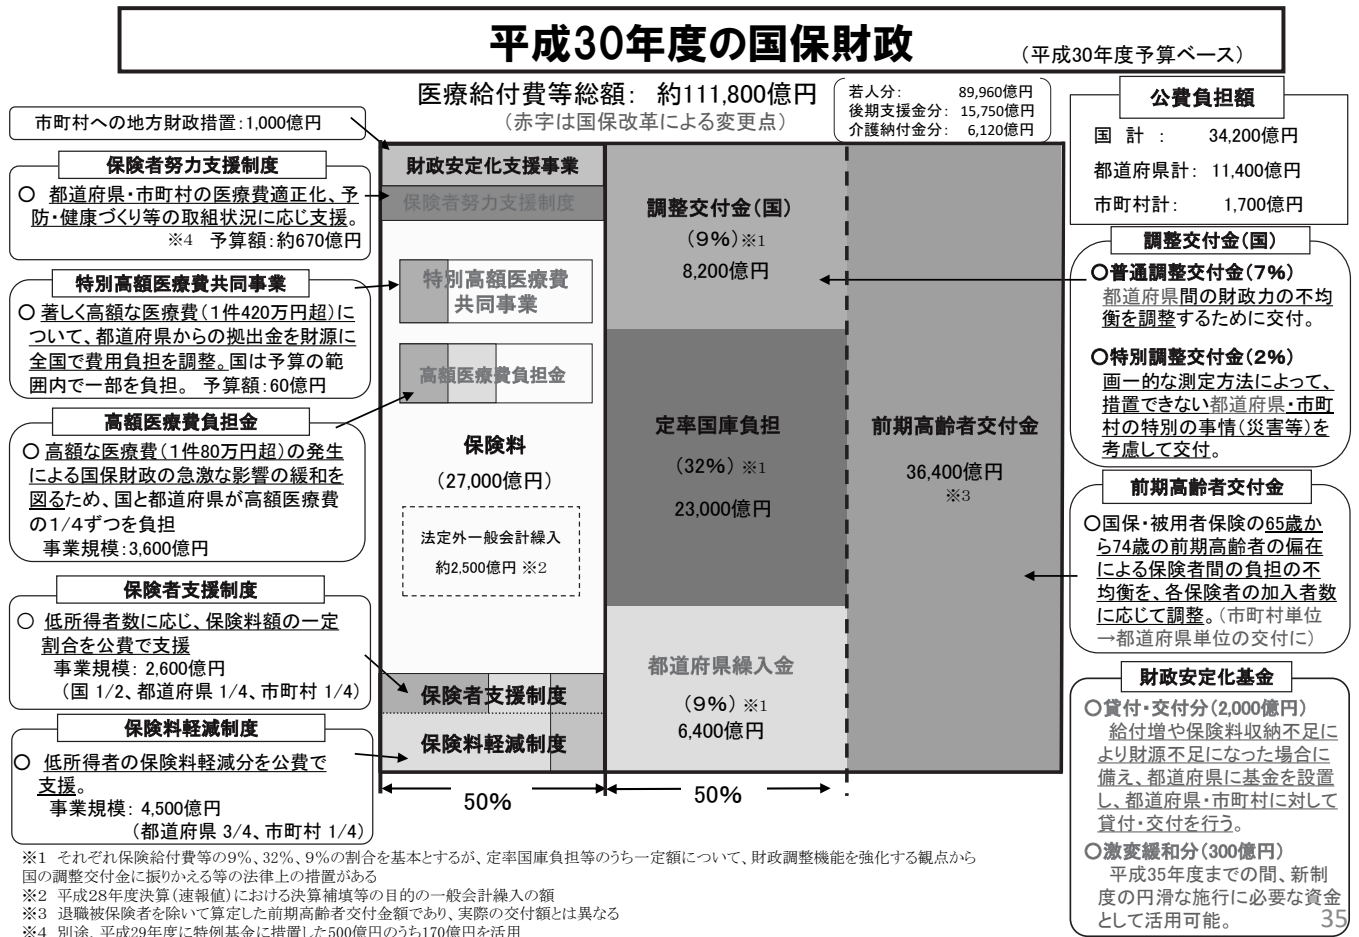 平成30年度の国保財政
（平成30年度予算ベース）
医療給付費等総額： 約111,800億円
（赤字は国保改革による変更点）
若人分： 89,960億円
後期支援金分： 15,750億円
介護納付金分： 6,120億円
市町村への地方財政措置：1,000億円
保険者努力支援制度
○ 都道府県・市町村の医療費適正化、予
防・健康づくり等の取組状況に応じ支援。
※4 予算額：約670億円
特別高額医療費共同事業
○ 著しく高額な医療費（１件420万円超）に
ついて、都道府県からの拠出金を財源に
全国で費用負担を調整。国は予算の範
囲内で一部を負担。 予算額：60億円
高額医療費負担金
○ 高額な医療費（１件80万円超）の発生
による国保財政の急激な影響の緩和を
図るため、国と都道府県が高額医療費
の１/４ずつを負担
事業規模：3,600億円
保険者支援制度
○ 低所得者数に応じ、保険料額の一定
割合を公費で支援
事業規模： 2,600億円
（国 1/2、都道府県 1/4、市町村 1/4）
保険料軽減制度
○ 低所得者の保険料軽減分を公費で
支援。
事業規模： 4,500億円
（都道府県 3/4、市町村 1/4）
財政安定化支援事業
保険者努力支援制度
特別高額医療費
共同事業
高額医療費負担金
保険料
（27,000億円）
法定外一般会計繰入
約2,500億円 ※2
保険者支援制度
保険料軽減制度
50％
調整交付金（国）
（９％）※1
8,200億円
定率国庫負担
（32％） ※1
23,000億円
都道府県繰入金
（９％） ※1
6,400億円
50％
前期高齢者交付金
36,400億円
※3
公費負担額
国 計 ： 34,200億円
都道府県計： 11,400億円
市町村計： 1,700億円
調整交付金（国）
○普通調整交付金（７％）
都道府県間の財政力の不均
衡を調整するために交付。
○特別調整交付金（２％）
画一的な測定方法によって、
措置できない都道府県・市町
村の特別の事情（災害等）を
考慮して交付。
前期高齢者交付金
○国保・被用者保険の65歳か
ら74歳の前期高齢者の偏在
による保険者間の負担の不
均衡を、各保険者の加入者数
に応じて調整。（市町村単位
→都道府県単位の交付に）
財政安定化基金
○貸付・交付分（2,000億円）
給付増や保険料収納不足に
より財源不足になった場合に
備え、都道府県に基金を設置
し、都道府県・市町村に対して
貸付・交付を行う。
○激変緩和分（300億円）
平成35年度までの間、新制
度の円滑な施行に必要な資金
として活用可能。
※1 それぞれ保険給付費等の9％、32％、9％の割合を基本とするが、定率国庫負担等のうち一定額について、財政調整機能を強化する観点から
国の調整交付金に振りかえる等の法律上の措置がある
※2 平成28年度決算（速報値）における決算補填等の目的の一般会計繰入の額
※3 退職被保険者を除いて算定した前期高齢者交付金額であり、実際の交付額とは異なる
※4 別途、平成29年度に特例基金に措置した500億円のうち170億円を活用
35